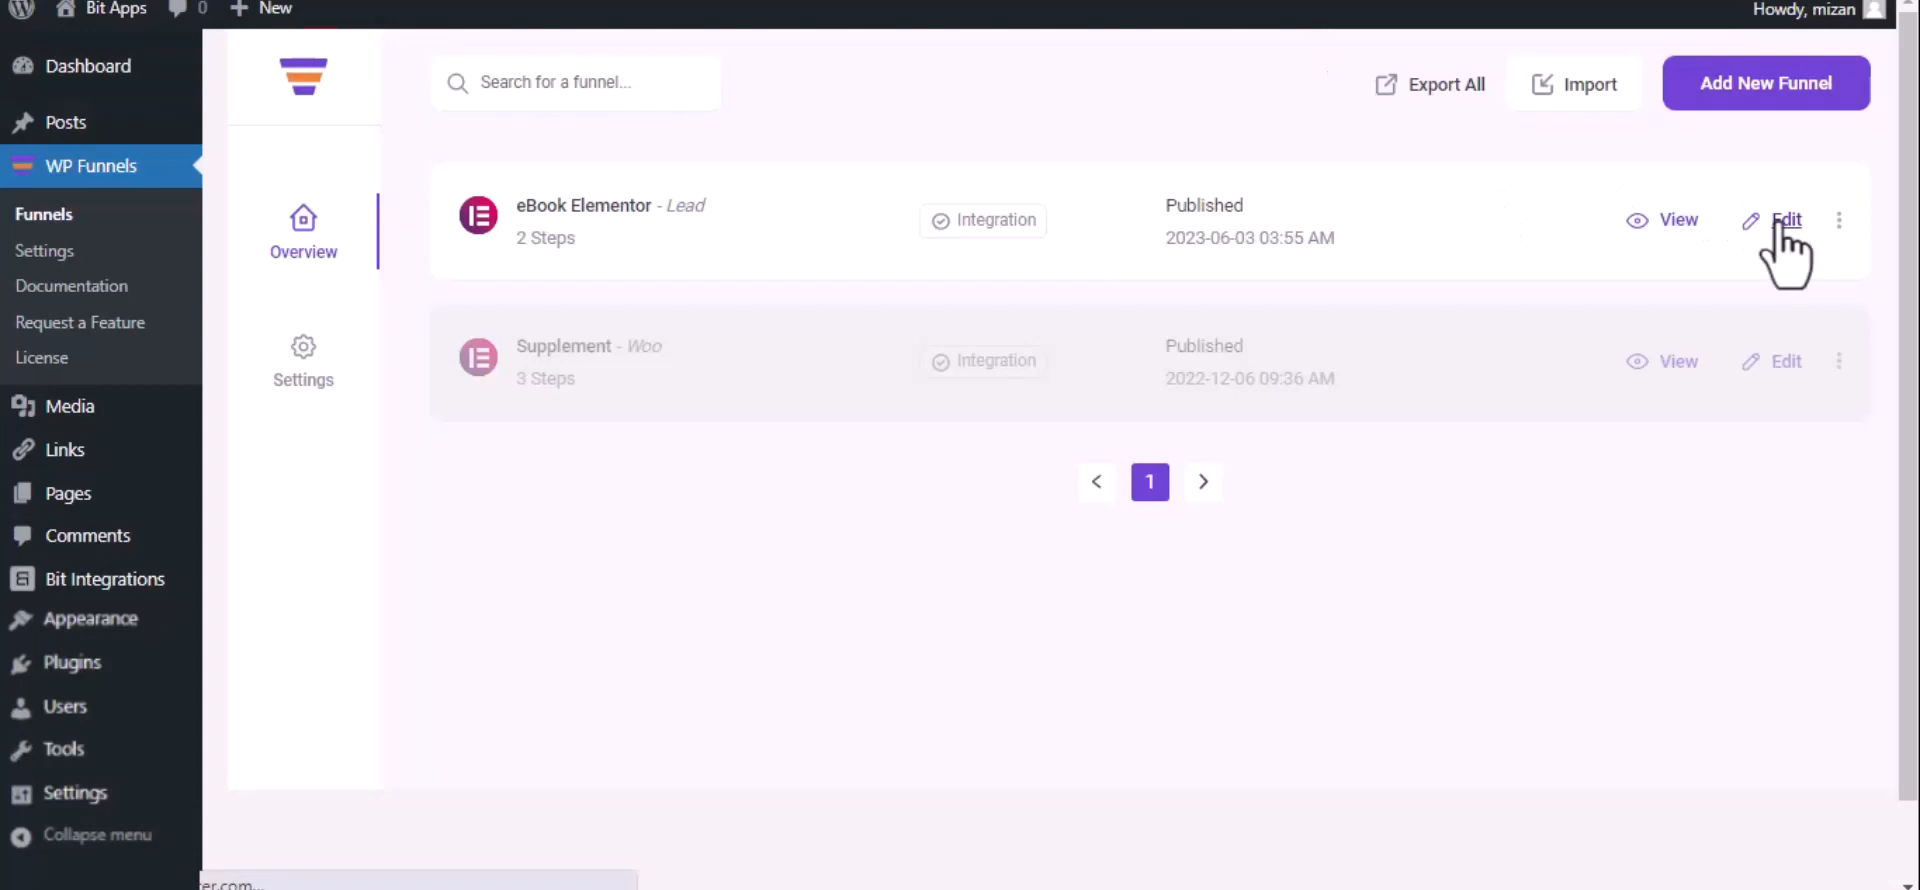 Bit Apps 0 New Howdy, mizan
Dashboard
Posts
WP Funnels
Funnels
Settings
Documentation
Request a Feature
License
Media
Links
Pages
Comments
Bit Integrations
Appearance
Plugins
Users
Tools
Settings
Collapse menu
Overview
Settings
Search for a funnel...
Export All
Import
Add New Funnel
eBook Elementor - Lead
2 Steps
Integration
Published
2023-06-03 03:55 AM
View
Edit
Supplement - Woo
3 Steps
Integration
Published
2022-12-06 09:36 AM
View
Edit
< 1 >
er.com...